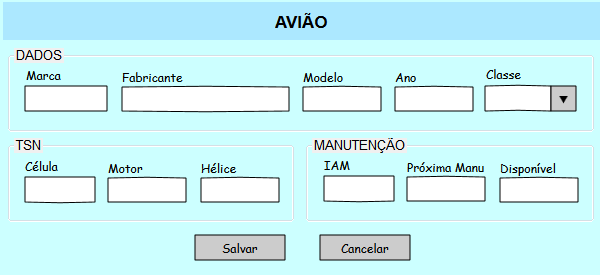 AVIÃO
DADOS
Marca Fabricante Modelo Ano Classe
TSN MANUTENÇÃO
Célula Motor Hélice IAM Próxima Manu Disponível
Salvar Cancelar